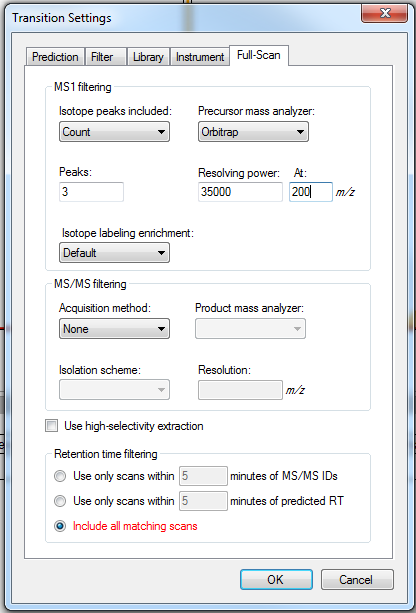 Transition Settings
Prediction Filter Library Instrument Full-Scan
MS1 filtering
Isotope peaks included: Precursor mass analyzer:
Count Orbitrap
Peaks: Resolving power: At:
3 35000 200 m/z
Isotope labeling enrichment:
Default
MS/MS filtering
Acquisition method: Product mass analyzer:
None
Isolation scheme: Resolution:
m/z
Use high-selectivity extraction
Retention time filtering
Use only scans within 5 minutes of MS/MS IDs
Use only scans within 5 minutes of predicted RT
Include all matching scans
OK Cancel